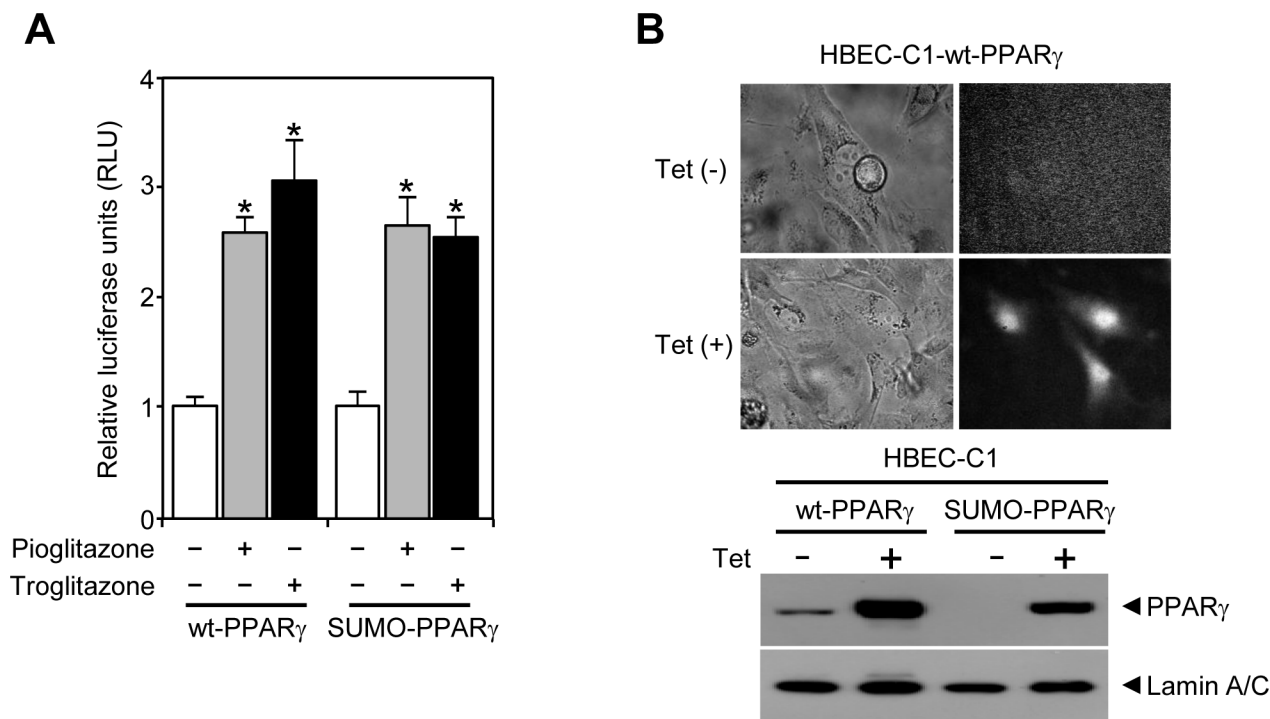 A
Relative luciferase units (RLU)
4
3
2
1
0
* * * *
Pioglitazone – + – – + –
Troglitazone – – + – – +
wt-PPARγ SUMO-PPARγ
B
HBEC-C1-wt-PPARγ
Tet (-)
Tet (+)
HBEC-C1
wt-PPARγ SUMO-PPARγ
Tet - + - +
◄ PPARγ
◄ Lamin A/C